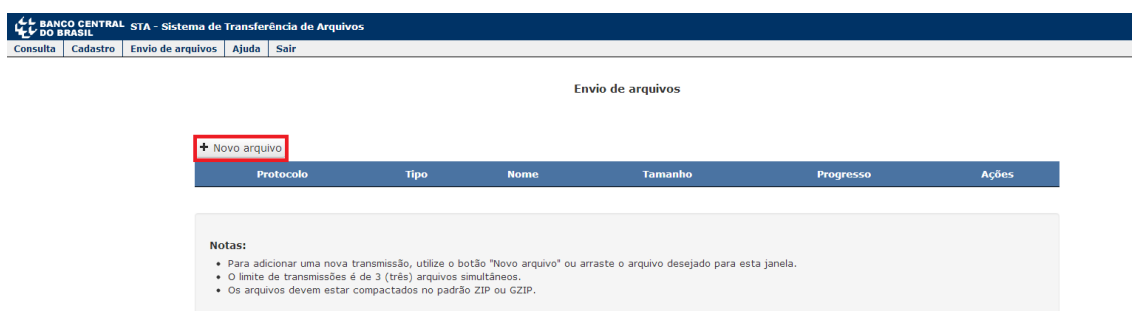 BANCO CENTRAL DO BRASIL STA - Sistema de Transferência de Arquivos
Consulta Cadastro Envio de arquivos Ajuda Sair
Envio de arquivos
+ Novo arquivo
Protocolo Tipo Nome Tamanho Progresso Ações
Notas:
• Para adicionar uma nova transmissão, utilize o botão "Novo arquivo" ou arraste o arquivo desejado para esta janela.
• O limite de transmissões é de 3 (três) arquivos simultâneos.
• Os arquivos devem estar compactados no padrão ZIP ou GZIP.